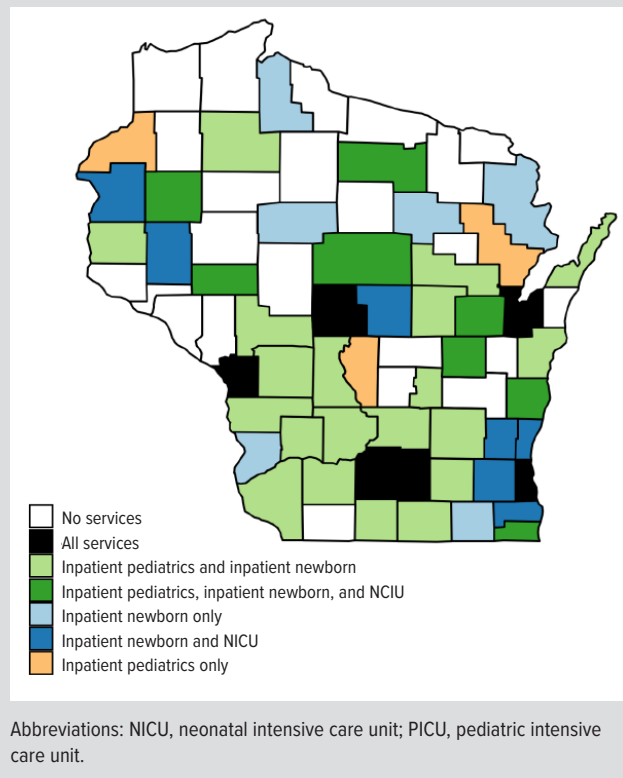 No services
All services
Inpatient pediatrics and inpatient newborn
Inpatient pediatrics, inpatient newborn, and NCIU
Inpatient newborn only
Inpatient newborn and NICU
Inpatient pediatrics only
Abbreviations: NICU, neonatal intensive care unit; PICU, pediatric intensive
care unit.